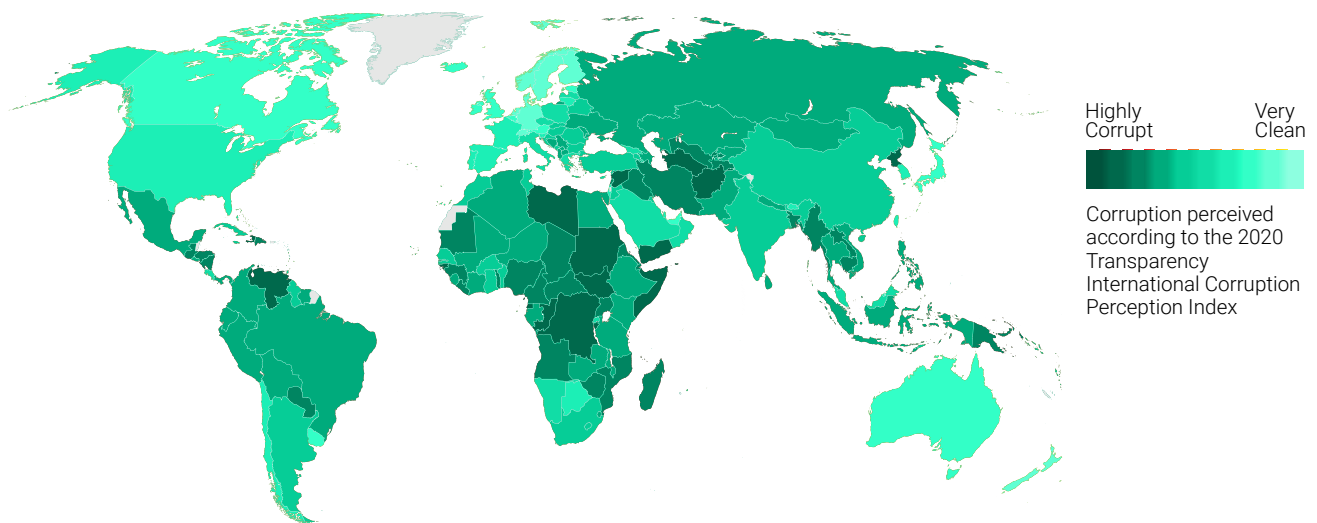 Highly Very
Corrupt Clean
Corruption perceived
according to the 2020
Transparency
International Corruption
Perception Index